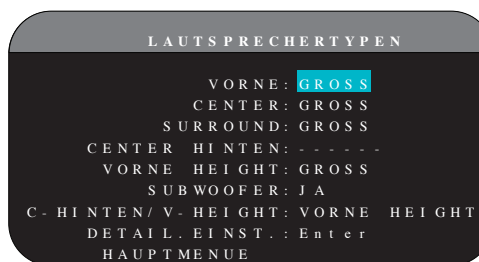 LAUTSPRECHERTYPEN
VORNE: GROSS
CENTER: GROSS
SURROUND: GROSS
CENTER HINTEN: ------
VORNE HEIGHT: GROSS
SUBWOOFER: JA
C-HINTEN/V-HEIGHT: VORNE HEIGHT
DETAIL.EINST.: Enter
HAUPTMENUE